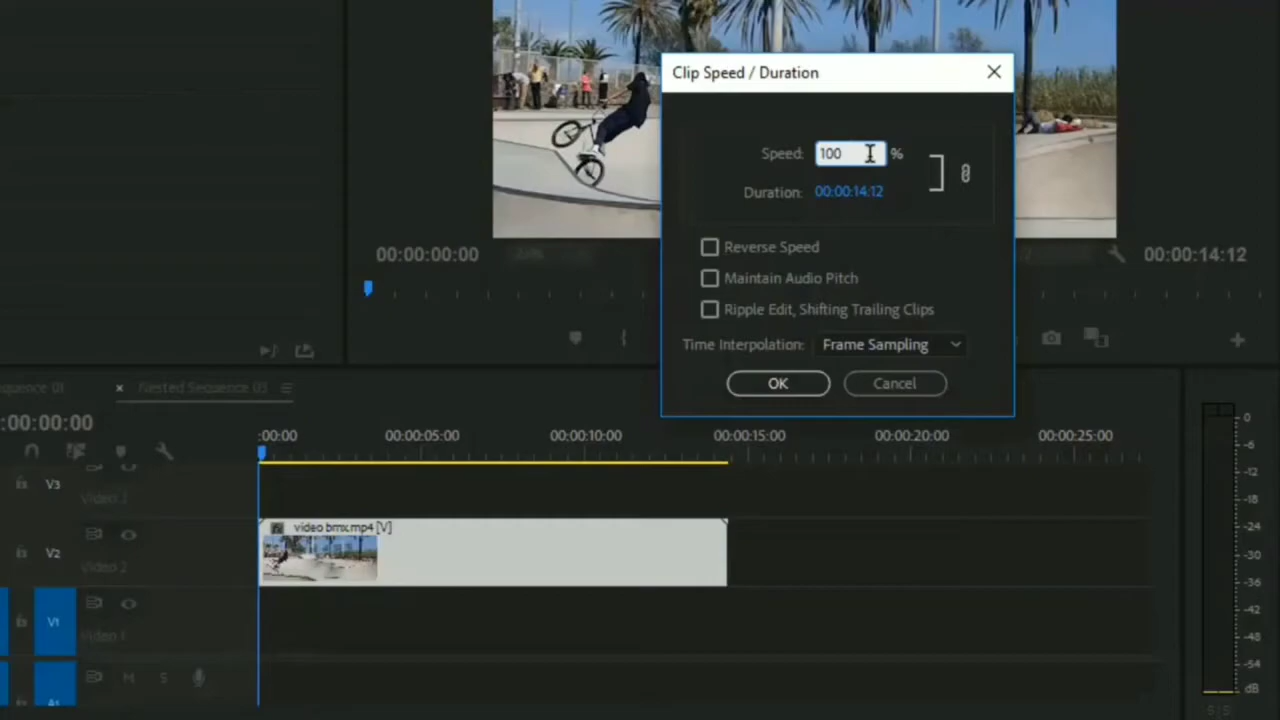 Clip Speed / Duration
Speed: 100 %
Duration: 00:00:14:12
Reverse Speed
Maintain Audio Pitch
Ripple Edit, Shifting Trailing Clips
Time Interpolation: Frame Sampling
OK Cancel
00:00:00:00
00:00:14:12
quence 01 × Nested Sequence 03
:00:00:00
:00:00 00:00:05:00 00:00:10:00 00:00:15:00 00:00:20:00 00:00:25:00
V3
Video 3
video bmx.mp4 [V]
V2
Video 2
V1
Video 1
A1
M S
0
-6
-12
-18
-24
-30
-36
-42
-48
-54
dB
S S